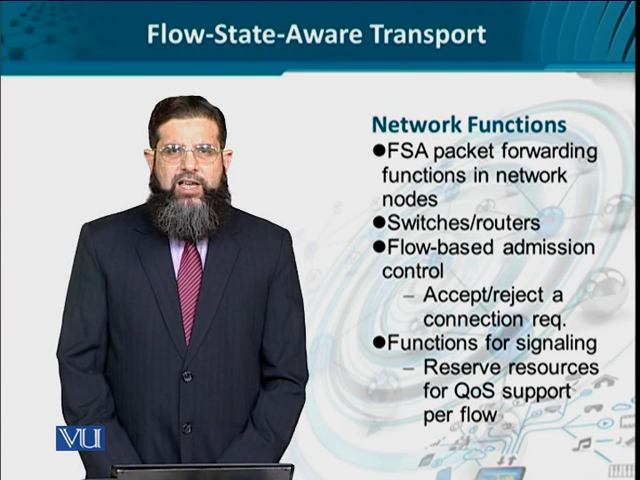 Flow-State-Aware Transport
Network Functions
●FSA packet forwarding
functions in network
nodes
●Switches/routers
●Flow-based admission
control
– Accept/reject a
connection req.
●Functions for signaling
– Reserve resources
for QoS support
per flow
VU